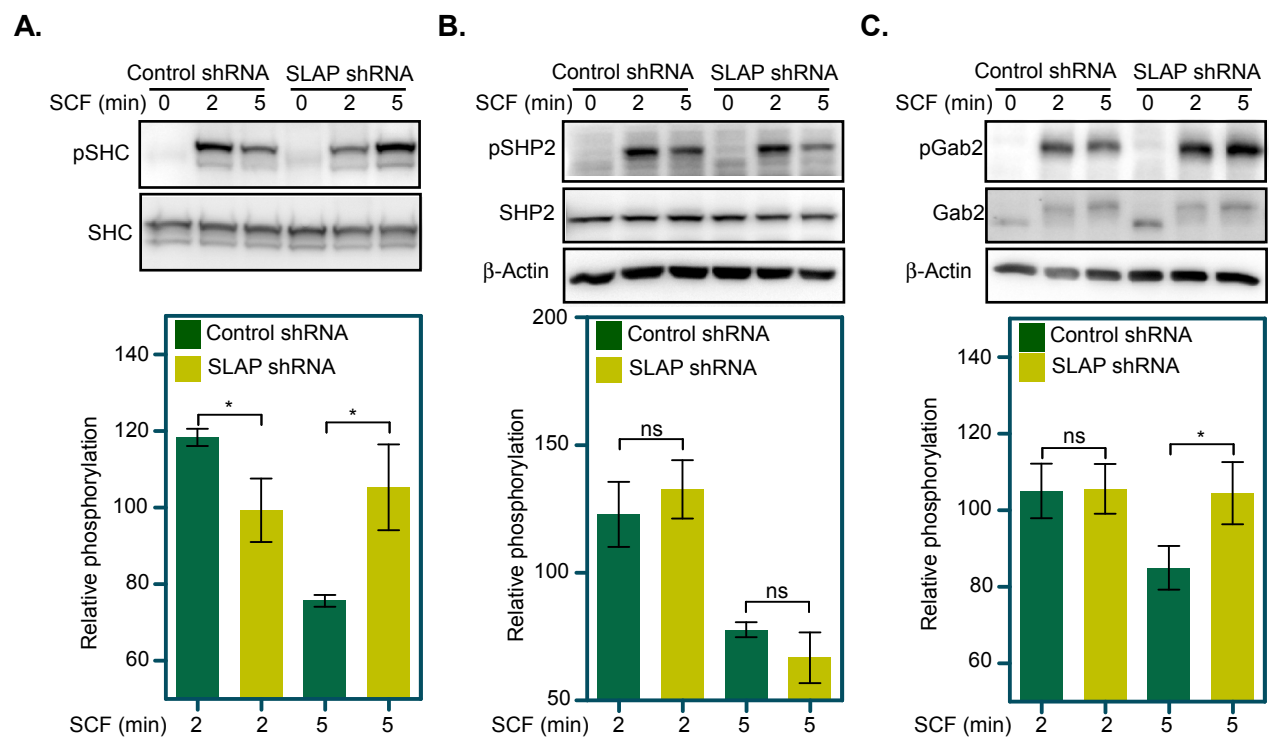 A.
Control shRNA SLAP shRNA
SCF (min) 0 2 5 0 2 5
pSHC
SHC
140
120
100
80
60
Relative phosphorylation
Control shRNA
SLAP shRNA
*
*
SCF (min) 2 2 5 5
B.
Control shRNA SLAP shRNA
SCF (min) 0 2 5 0 2 5
pSHP2
SHP2
β-Actin
200
150
100
50
Relative phosphorylation
Control shRNA
SLAP shRNA
ns
ns
SCF (min) 2 2 5 5
C.
Control shRNA SLAP shRNA
SCF (min) 0 2 5 0 2 5
pGab2
Gab2
β-Actin
140
120
100
80
60
Relative phosphorylation
Control shRNA
SLAP shRNA
ns
*
SCF (min) 2 2 5 5